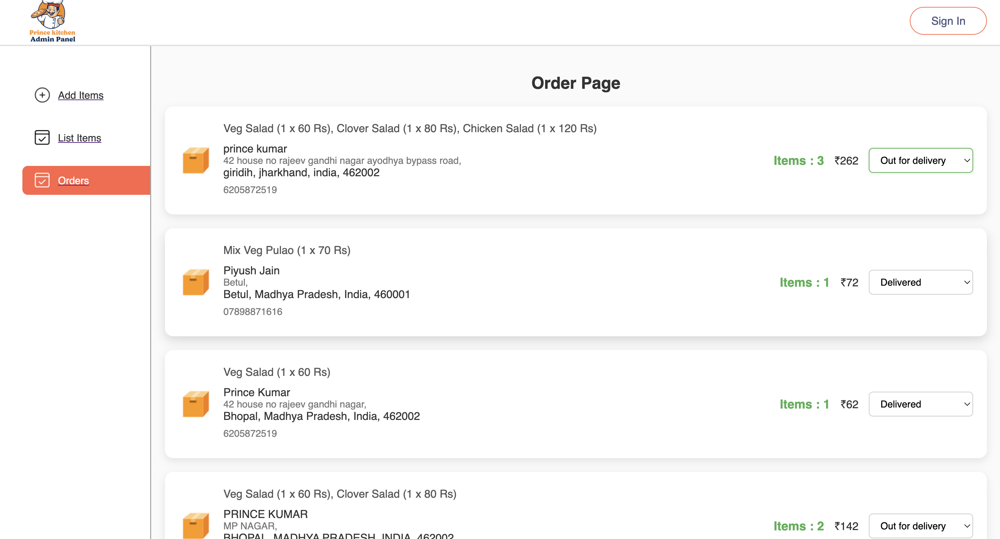 Prince kitchen
Admin Panel
Sign In
Add Items
List Items
Orders
Order Page
Veg Salad (1 x 60 Rs), Clover Salad (1 x 80 Rs), Chicken Salad (1 x 120 Rs)
prince kumar
42 house no rajeev gandhi nagar ayodhya bypass road,
giridih, jharkhand, india, 462002
6205872519
Items : 3 ₹262 Out for delivery
Mix Veg Pulao (1 x 70 Rs)
Piyush Jain
Betul,
Betul, Madhya Pradesh, India, 460001
07898871616
Items : 1 ₹72 Delivered
Veg Salad (1 x 60 Rs)
Prince Kumar
42 house no rajeev gandhi nagar,
Bhopal, Madhya Pradesh, India, 462002
6205872519
Items : 1 ₹62 Delivered
Veg Salad (1 x 60 Rs), Clover Salad (1 x 80 Rs)
PRINCE KUMAR
MP NAGAR,
BHOPAL, MADHYA PRADESH, INDIA, 462002
Items : 2 ₹142 Out for delivery